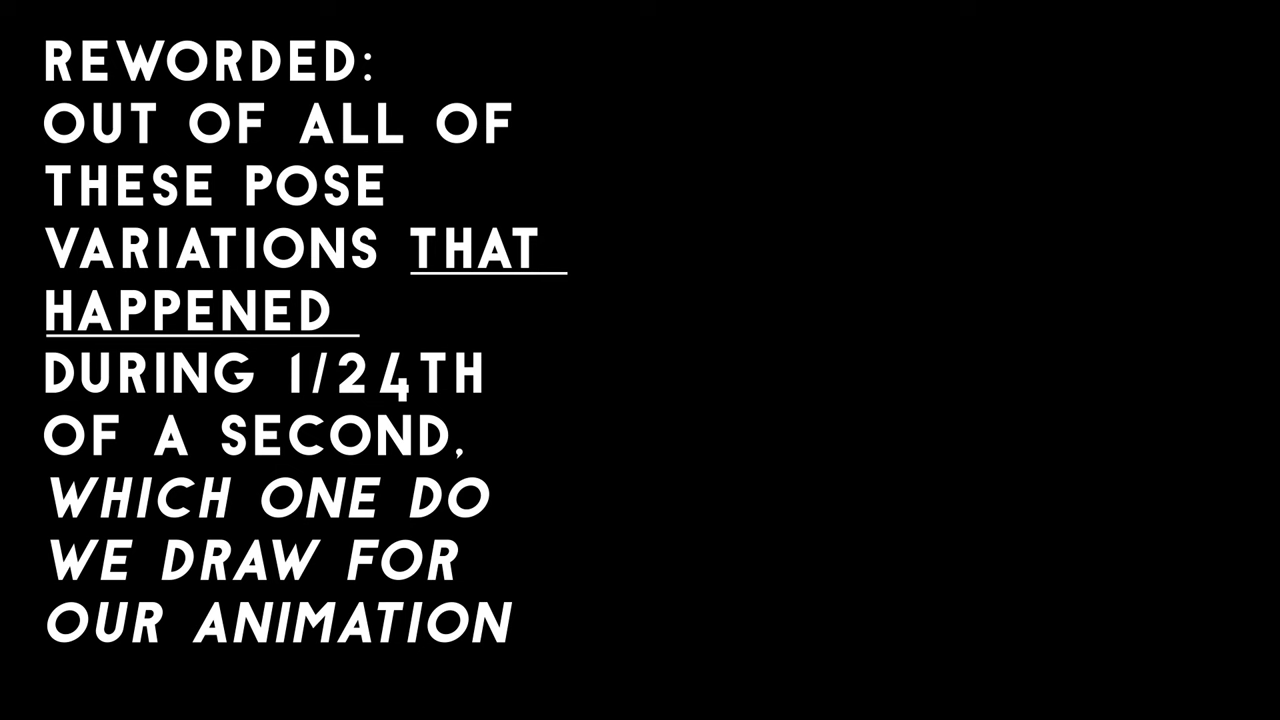 REWORDED:
OUT OF ALL OF
THESE POSE
VARIATIONS THAT
HAPPENED
DURING 1/24TH
OF A SECOND,
WHICH ONE DO
WE DRAW FOR
OUR ANIMATION